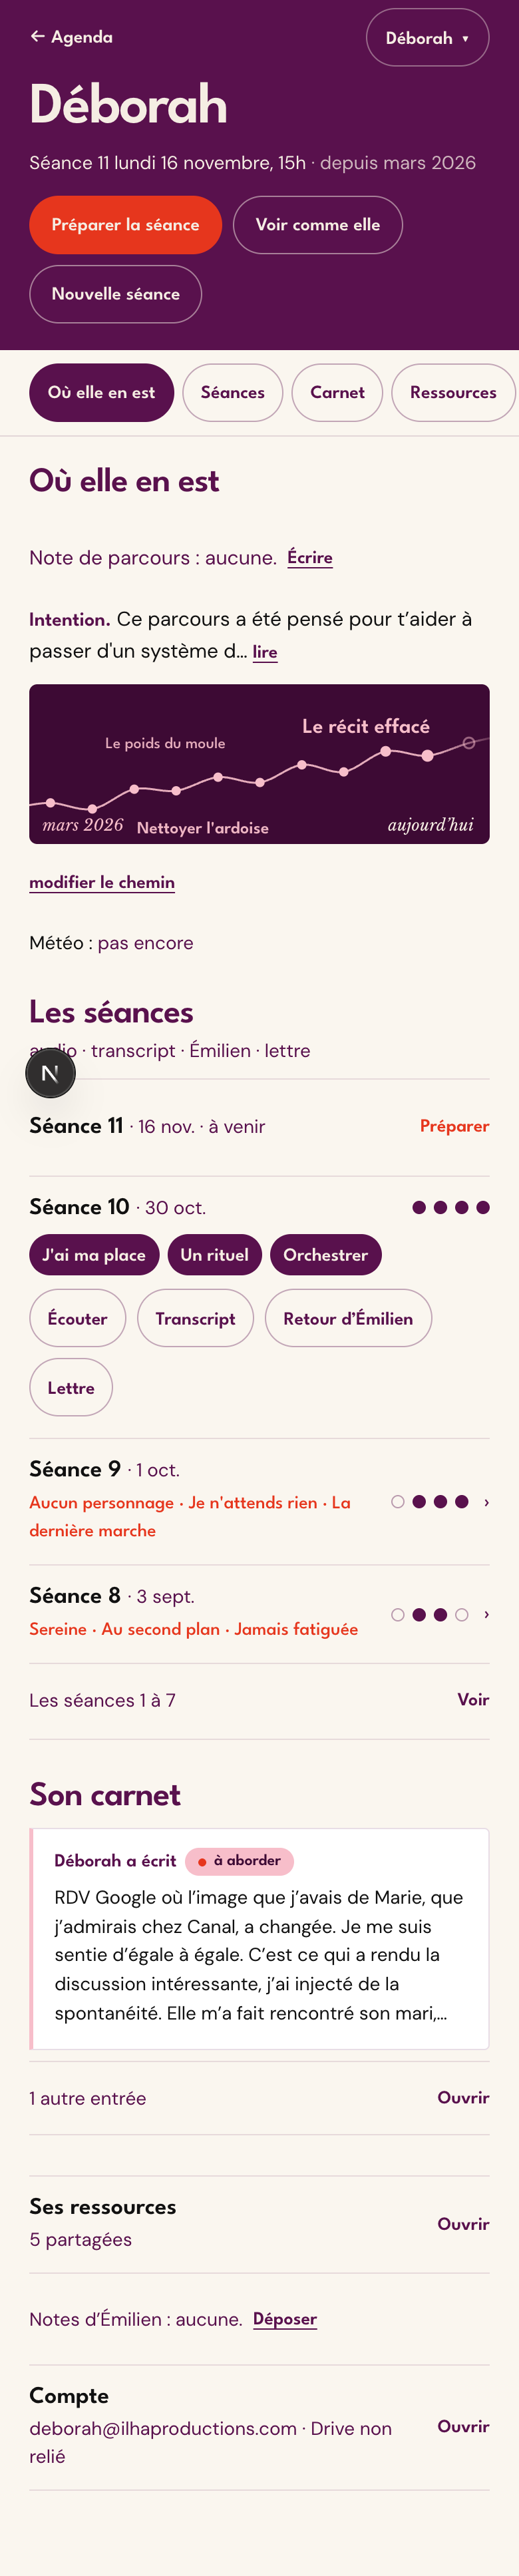 ← Agenda
Déborah ▾
Déborah
Séance 11 lundi 16 novembre, 15h · depuis mars 2026
Préparer la séance
Voir comme elle
Nouvelle séance
Où elle en est
Séances
Carnet
Ressources
Où elle en est
Note de parcours : aucune. Écrire
Intention. Ce parcours a été pensé pour t’aider à
passer d'un système d… lire
Le récit effacé
Le poids du moule
mars 2026
Nettoyer l'ardoise
aujourd’hui
modifier le chemin
Météo : pas encore
Les séances
· transcript · Émilien · lettre
N
Séance 11 · 16 nov. · à venir
Préparer
Séance 10 · 30 oct.
J'ai ma place
Un rituel
Orchestrer
Écouter
Transcript
Retour d’Émilien
Lettre
Séance 9 · 1 oct.
Aucun personnage · Je n'attends rien · La
dernière marche
›
Séance 8 · 3 sept.
Sereine · Au second plan · Jamais fatiguée
›
Les séances 1 à 7
Voir
Son carnet
Déborah a écrit
à aborder
RDV Google où l’image que j’avais de Marie, que
j’admirais chez Canal, a changée. Je me suis
sentie d’égale à égale. C’est ce qui a rendu la
discussion intéressante, j’ai injecté de la
spontanéité. Elle m’a fait rencontré son mari,…
1 autre entrée
Ouvrir
Ses ressources
5 partagées
Ouvrir
Notes d’Émilien : aucune. Déposer
Compte
deborah@ilhaproductions.com · Drive non
relié
Ouvrir